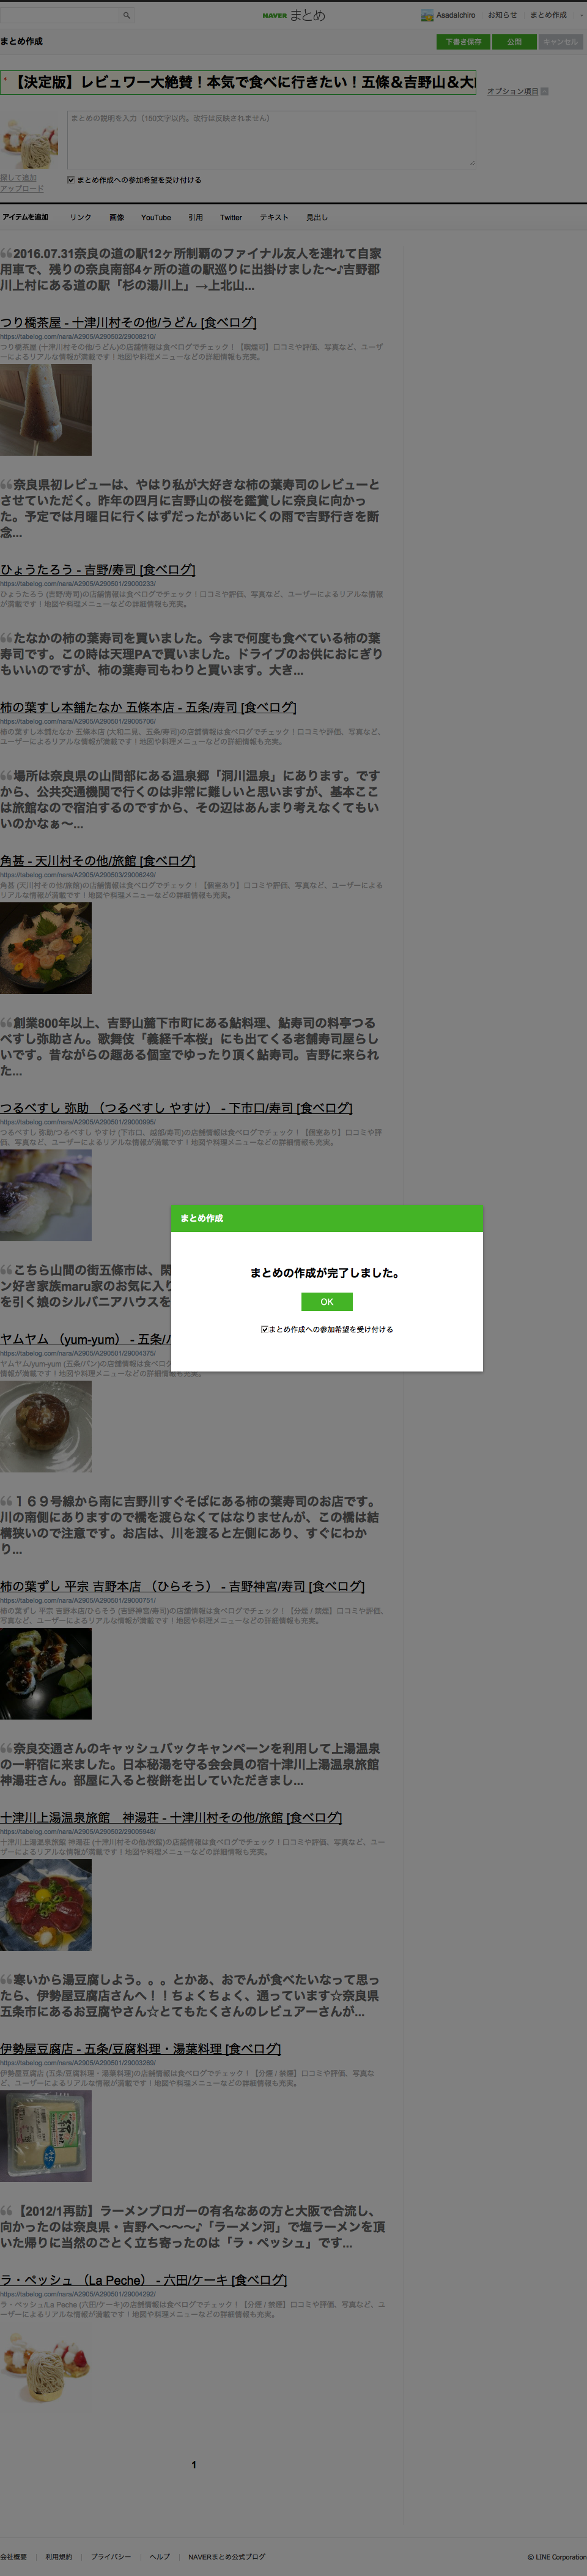 NAVER まとめ
AsadaIchiro お知らせ まとめ作成
まとめ作成
下書き保存 公開 キャンセル
* 【決定版】レビュワー大絶賛！本気で食べに行きたい！五條＆吉野山＆大
オプション項目
まとめの説明を入力（150文字以内。改行は反映されません）
探して追加
アップロード
まとめ作成への参加希望を受け付ける
アイテムを追加 リンク 画像 YouTube 引用 Twitter テキスト 見出し
2016.07.31奈良の道の駅12ヶ所制覇のファイナル友人を連れて自家
用車で、残りの奈良南部4ヶ所の道の駅巡りに出掛けました〜♪吉野郡
川上村にある道の駅「杉の湯川上」→上北山...
つり橋茶屋 - 十津川村その他/うどん [食べログ]
https://tabelog.com/nara/A2905/A290502/29008210/
つり橋茶屋 (十津川村その他/うどん)の店舗情報は食べログでチェック！【喫煙可】口コミや評価、写真など、ユーザ
ーによるリアルな情報が満載です！地図や料理メニューなどの詳細情報も充実。
奈良県初レビューは、やはり私が大好きな柿の葉寿司のレビューと
させていただく。昨年の四月に吉野山の桜を鑑賞しに奈良に向かっ
た。予定では月曜日に行くはずだったがあいにくの雨で吉野行きを断
念...
ひょうたろう - 吉野/寿司 [食べログ]
https://tabelog.com/nara/A2905/A290501/29000233/
ひょうたろう (吉野/寿司)の店舗情報は食べログでチェック！口コミや評価、写真など、ユーザーによるリアルな情報
が満載です！地図や料理メニューなどの詳細情報も充実。
たなかの柿の葉寿司を買いました。今まで何度も食べている柿の葉
寿司です。この時は天理PAで買いました。ドライブのお供におにぎり
もいいのですが、柿の葉寿司もわりと買います。大き...
柿の葉すし本舗たなか 五條本店 - 五条/寿司 [食べログ]
https://tabelog.com/nara/A2905/A290501/29005706/
柿の葉すし本舗たなか 五條本店 (大和二見、五条/寿司)の店舗情報は食べログでチェック！口コミや評価、写真など、
ユーザーによるリアルな情報が満載です！地図や料理メニューなどの詳細情報も充実。
場所は奈良県の山間部にある温泉郷「洞川温泉」にあります。です
から、公共交通機関で行くのは非常に難しいと思いますが、基本ここ
は旅館なので宿泊するのですから、その辺はあんまり考えなくてもい
いのかなぁ〜...
角甚 - 天川村その他/旅館 [食べログ]
https://tabelog.com/nara/A2905/A290503/29006249/
角甚 (天川村その他/旅館)の店舗情報は食べログでチェック！【個室あり】口コミや評価、写真など、ユーザーによる
リアルな情報が満載です！地図や料理メニューなどの詳細情報も充実。
創業800年以上、吉野山麓下市町にある鮎料理、鮎寿司の料亭つる
べすし弥助さん。歌舞伎「義経千本桜」にも出てくる老舗寿司屋らし
いです。昔ながらの趣ある個室でゆったり頂く鮎寿司。吉野に来られ
た...
つるべすし 弥助 （つるべすし やすけ） - 下市口/寿司 [食べログ]
https://tabelog.com/nara/A2905/A290501/29000895/
つるべすし 弥助/つるべすし やすけ (下市口、越部/寿司)の店舗情報は食べログでチェック！【個室あり】口コミや評
価、写真など、ユーザーによるリアルな情報が満載です！地図や料理メニューなどの詳細情報も充実。
こちら山間の街五條市は、閑
ン好き家族maru家のお気に入り
を引く娘のシルバニアハウスを
ヤムヤム （yum-yum） - 五条/
https://tabelog.com/nara/A2905/A290501/29004375/
ヤムヤム/yum-yum (五条/パン)の店舗情報は食べログ
情報が満載です！地図や料理メニューなどの詳細情報も充実。
まとめ作成
まとめの作成が完了しました。
OK
まとめ作成への参加希望を受け付ける
１６９号線から南に吉野川すぐそばにある柿の葉寿司のお店です。
川の南側にありますので橋を渡らなくてはなりませんが、この橋は結
構狭いので注意です。お店は、川を渡ると左側にあり、すぐにわか
り...
柿の葉ずし 平宗 吉野本店 （ひらそう） - 吉野神宮/寿司 [食べログ]
https://tabelog.com/nara/A2905/A290501/29000751/
柿の葉ずし 平宗 吉野本店/ひらそう (吉野神宮/寿司)の店舗情報は食べログでチェック！【分煙 / 禁煙】口コミや評価、
写真など、ユーザーによるリアルな情報が満載です！地図や料理メニューなどの詳細情報も充実。
奈良交通さんのキャッシュバックキャンペーンを利用して上湯温泉
の一軒宿に来ました。日本秘湯を守る会会員の宿十津川上湯温泉旅館
神湯荘さん。部屋に入ると桜餅を出していただきまし...
十津川上湯温泉旅館　神湯荘 - 十津川村その他/旅館 [食べログ]
https://tabelog.com/nara/A2905/A290502/29005948/
十津川上湯温泉旅館 神湯荘 (十津川村その他/旅館)の店舗情報は食べログでチェック！口コミや評価、写真など、ユー
ザーによるリアルな情報が満載です！地図や料理メニューなどの詳細情報も充実。
寒いから湯豆腐しよう。。。とかあ、おでんが食べたいなって思っ
たら、伊勢屋豆腐店さんへ！！ちょくちょく、通っています☆奈良県
五条市にあるお豆腐やさん☆とてもたくさんのレビュアーさんが...
伊勢屋豆腐店 - 五条/豆腐料理・湯葉料理 [食べログ]
https://tabelog.com/nara/A2905/A290501/29003289/
伊勢屋豆腐店 (五条/豆腐料理・湯葉料理)の店舗情報は食べログでチェック！【分煙 / 禁煙】口コミや評価、写真な
ど、ユーザーによるリアルな情報が満載です！地図や料理メニューなどの詳細情報も充実。
【2012/1再訪】ラーメンブロガーの有名なあの方と大阪で合流し、
向かったのは奈良県・吉野へ〜〜〜♪「ラーメン河」で塩ラーメンを頂
いた帰りに当然のごとく立ち寄ったのは「ラ・ペッシュ」です...
ラ・ペッシュ （La Peche） - 六田/ケーキ [食べログ]
https://tabelog.com/nara/A2905/A290501/29004292/
ラ・ペッシュ/La Peche (六田/ケーキ)の店舗情報は食べログでチェック！【分煙 / 禁煙】口コミや評価、写真など、ユ
ーザーによるリアルな情報が満載です！地図や料理メニューなどの詳細情報も充実。
1
会社概要 利用規約 プライバシー ヘルプ NAVERまとめ公式ブログ
© LINE Corporation